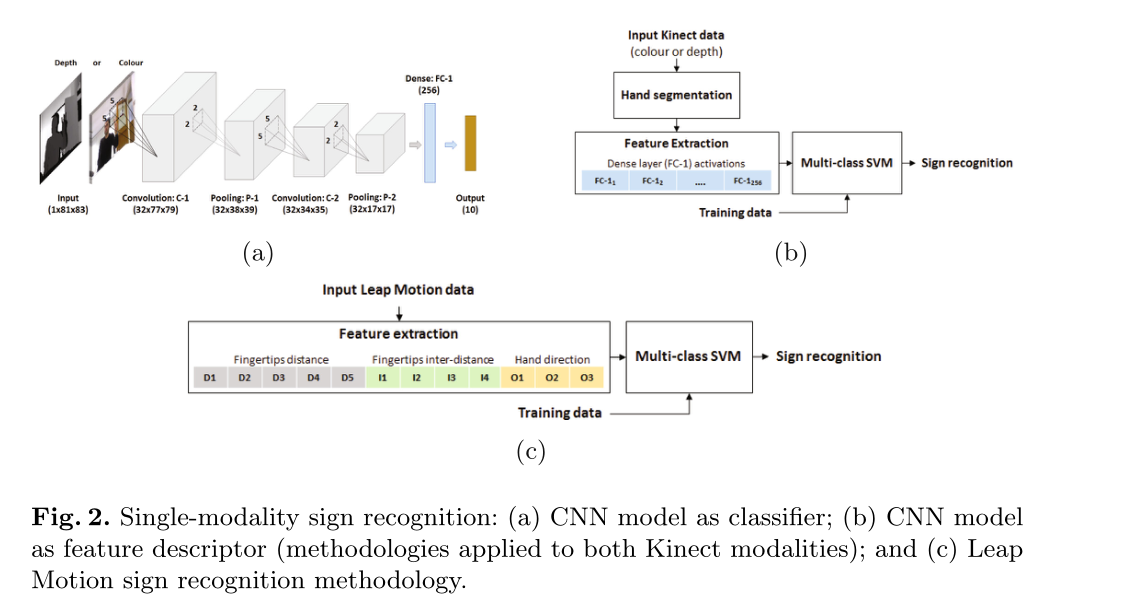 Depth or Colour
5
5
2
2
5
5
2
2
Dense: FC-1
(256)
Input
(1x81x83)
Convolution: C-1
(32x77x79)
Pooling: P-1
(32x38x39)
Convolution: C-2
(32x34x35)
Pooling: P-2
(32x17x17)
Output
(10)
(a)
Input Kinect data
(colour or depth)
Hand segmentation
Feature Extraction
Dense layer (FC-1) activations
FC-1₁ FC-1₂ .... FC-1₂₅₆
Multi-class SVM
Sign recognition
Training data
(b)
Input Leap Motion data
Feature extraction
Fingertips distance Fingertips inter-distance Hand direction
D1 D2 D3 D4 D5 I1 I2 I3 I4 O1 O2 O3
Multi-class SVM
Sign recognition
Training data
(c)
Fig. 2. Single-modality sign recognition: (a) CNN model as classifier; (b) CNN model
as feature descriptor (methodologies applied to both Kinect modalities); and (c) Leap
Motion sign recognition methodology.